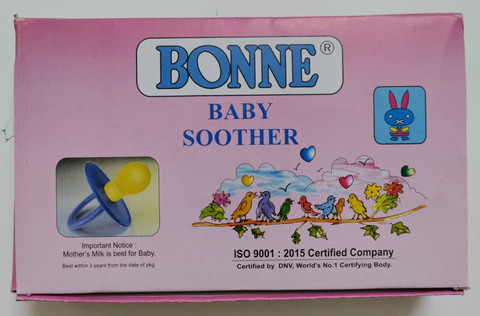 BONNE®
BABY
SOOTHER
Important Notice :
Mother's Milk is best for Baby.
Best within 3 years from the date of pkg.
ISO 9001 : 2015 Certified Company
Certified by DNV, World's No.1 Certifying Body.